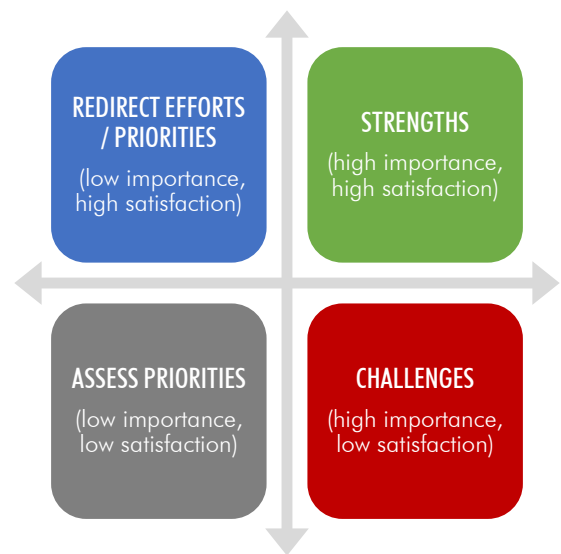 REDIRECT EFFORTS
/ PRIORITIES
(low importance,
high satisfaction)
STRENGTHS
(high importance,
high satisfaction)
ASSESS PRIORITIES
(low importance,
low satisfaction)
CHALLENGES
(high importance,
low satisfaction)